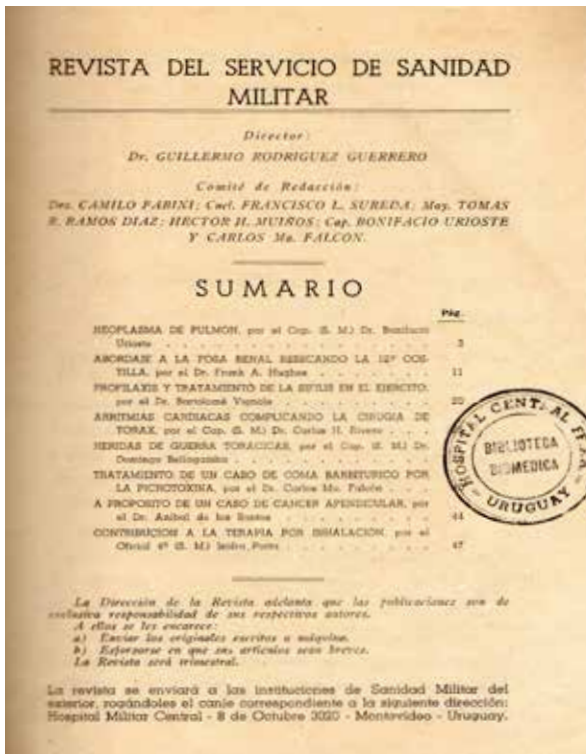 REVISTA DEL SERVICIO DE SANIDAD
MILITAR
Director:
Dr. GUILLERMO RODRIGUEZ GUERRERO
Comité de Redacción:
Dres. CAMILO FABINI; Cnel. FRANCISCO L. SUREDA; May. TOMAS
R. RAMOS DIAZ; HECTOR H. MUIÑOS; Cap. BONIFACIO URIOSTE
Y CARLOS Ma. FALCON.
SUMARIO
Pág.
NEOPLASMA DE PULMON, por el Cap. (S. M.) Dr. Bonifacio
Urioste . . . . . . . . . . . . 3
ABORDAJE A LA FOSA RENAL RESECANDO LA 12ª COS-
TILLA, por el Dr. Frank A. Hughes . . . . . . 11
PROFILAXIS Y TRATAMIENTO DE LA SIFILIS EN EL EJERCITO,
por el Dr. Bartolomé Vignole . . . . . . 20
ARRITMIAS CARDIACAS COMPLICANDO LA CIRUGIA DE
TORAX, por el Cap. (S. M.) Dr. Carlos H.
HERIDAS DE GUERRA TORACICAS, por el Cap. (S. M.) Dr.
Domingo
TRATAMIENTO DE UN CASO DE COMA BARBITURICO POR
LA PICROTOXINA, por el Dr. Carlos Ma. Falcón . .
A PROPOSITO DE UN CASO DE CANCER APENDICULAR, por
el Dr. Aníbal de los Santos . . . . . . 44
CONTRIBUCION A LA TERAPIA POR INHALACION, por el
Oficial 4º (S. M.) Isidro . . . . . . 47
HOSPITAL CENTRAL FF.AA.
BIBLIOTECA
BIOMEDICA
- URUGUAY -
La Dirección de la Revista adelanta que las publicaciones son de
exclusiva responsabilidad de sus respectivos autores.
A ellos se les encarece:
a) Enviar los originales escritos a máquina.
b) Esforzarse en que sus artículos sean breves.
La Revista será trimestral.
La revista se enviará a las instituciones de Sanidad Militar del
exterior, rogándoles el canje correspondiente a la siguiente dirección:
Hospital Militar Central - 8 de Octubre 3020 - Montevideo - Uruguay.